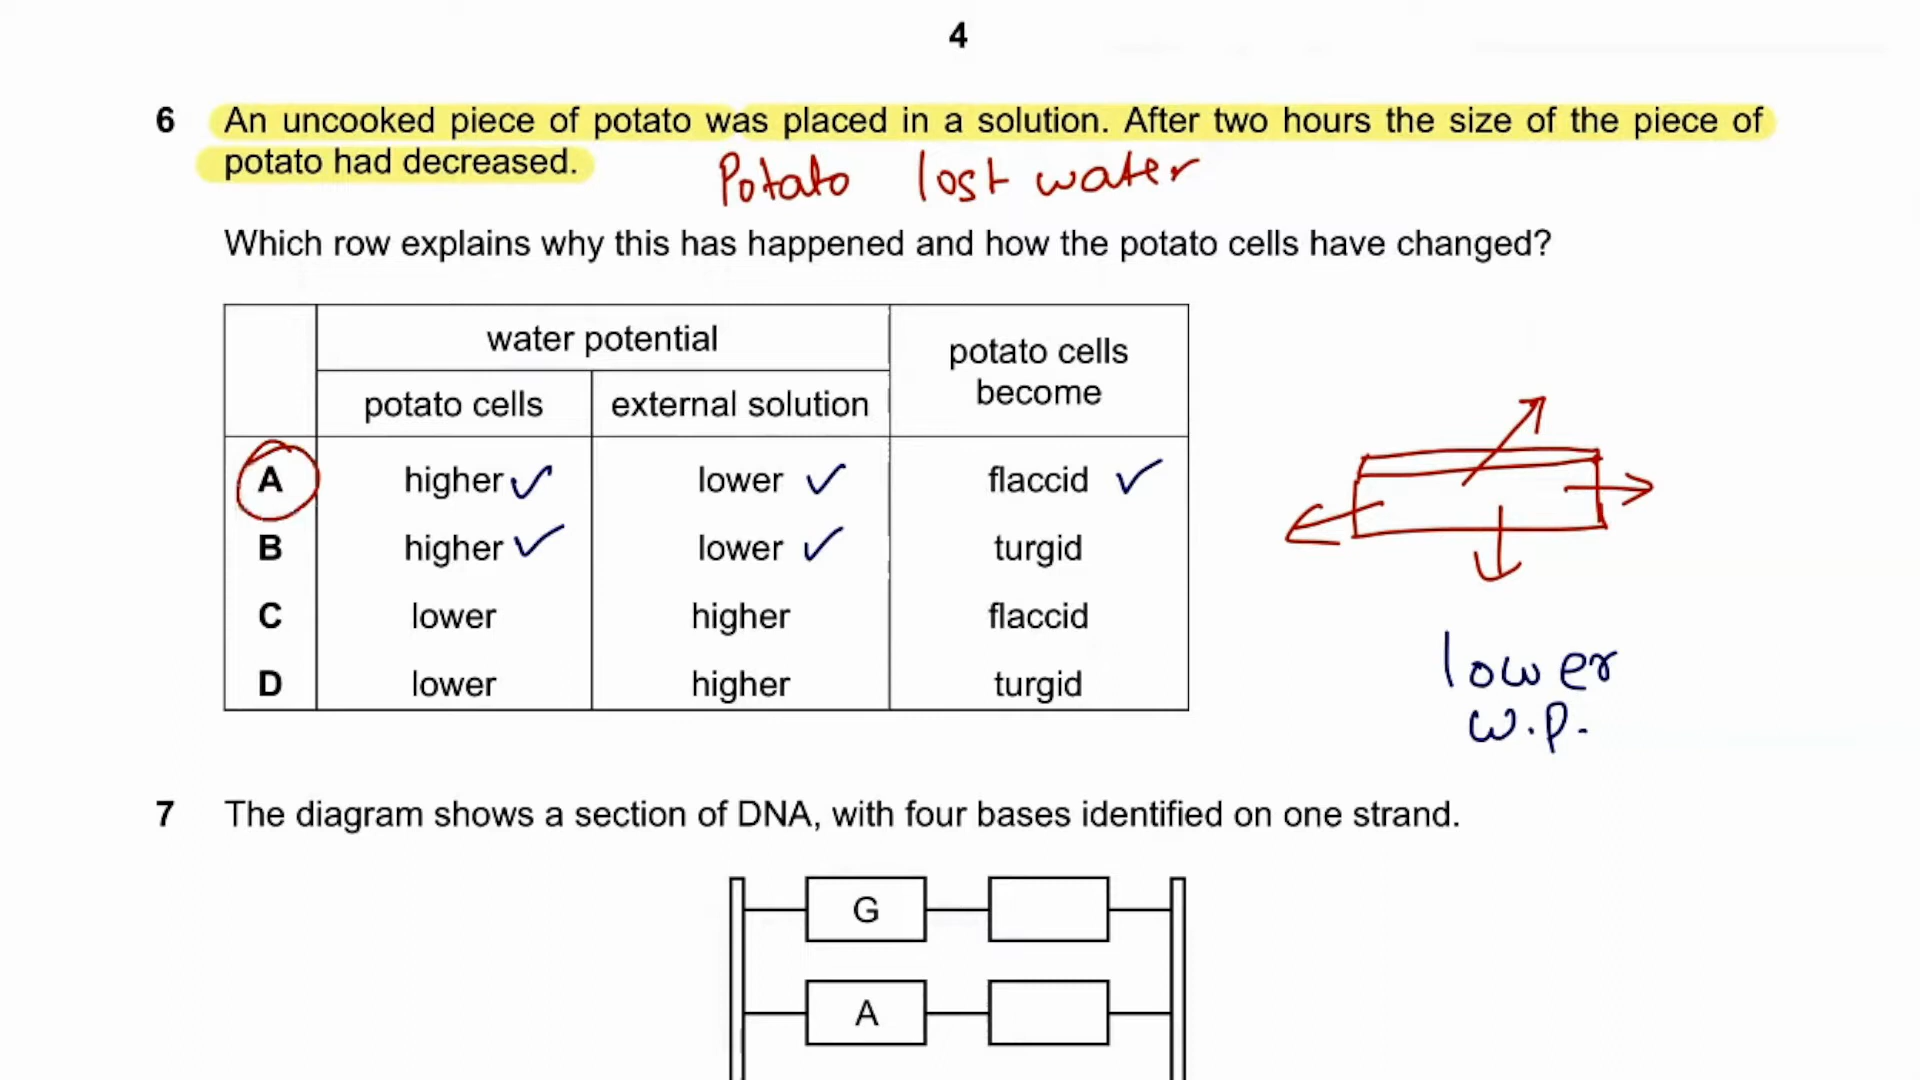 4
6 An uncooked piece of potato was placed in a solution. After two hours the size of the piece of
potato had decreased.
Potato lost water
Which row explains why this has happened and how the potato cells have changed?
water potential
potato cells become
potato cells external solution
A higher ✓ lower ✓ flaccid ✓
B higher ✓ lower ✓ turgid
C lower higher flaccid
D lower higher turgid
lower
w.p.
7 The diagram shows a section of DNA, with four bases identified on one strand.
G
A